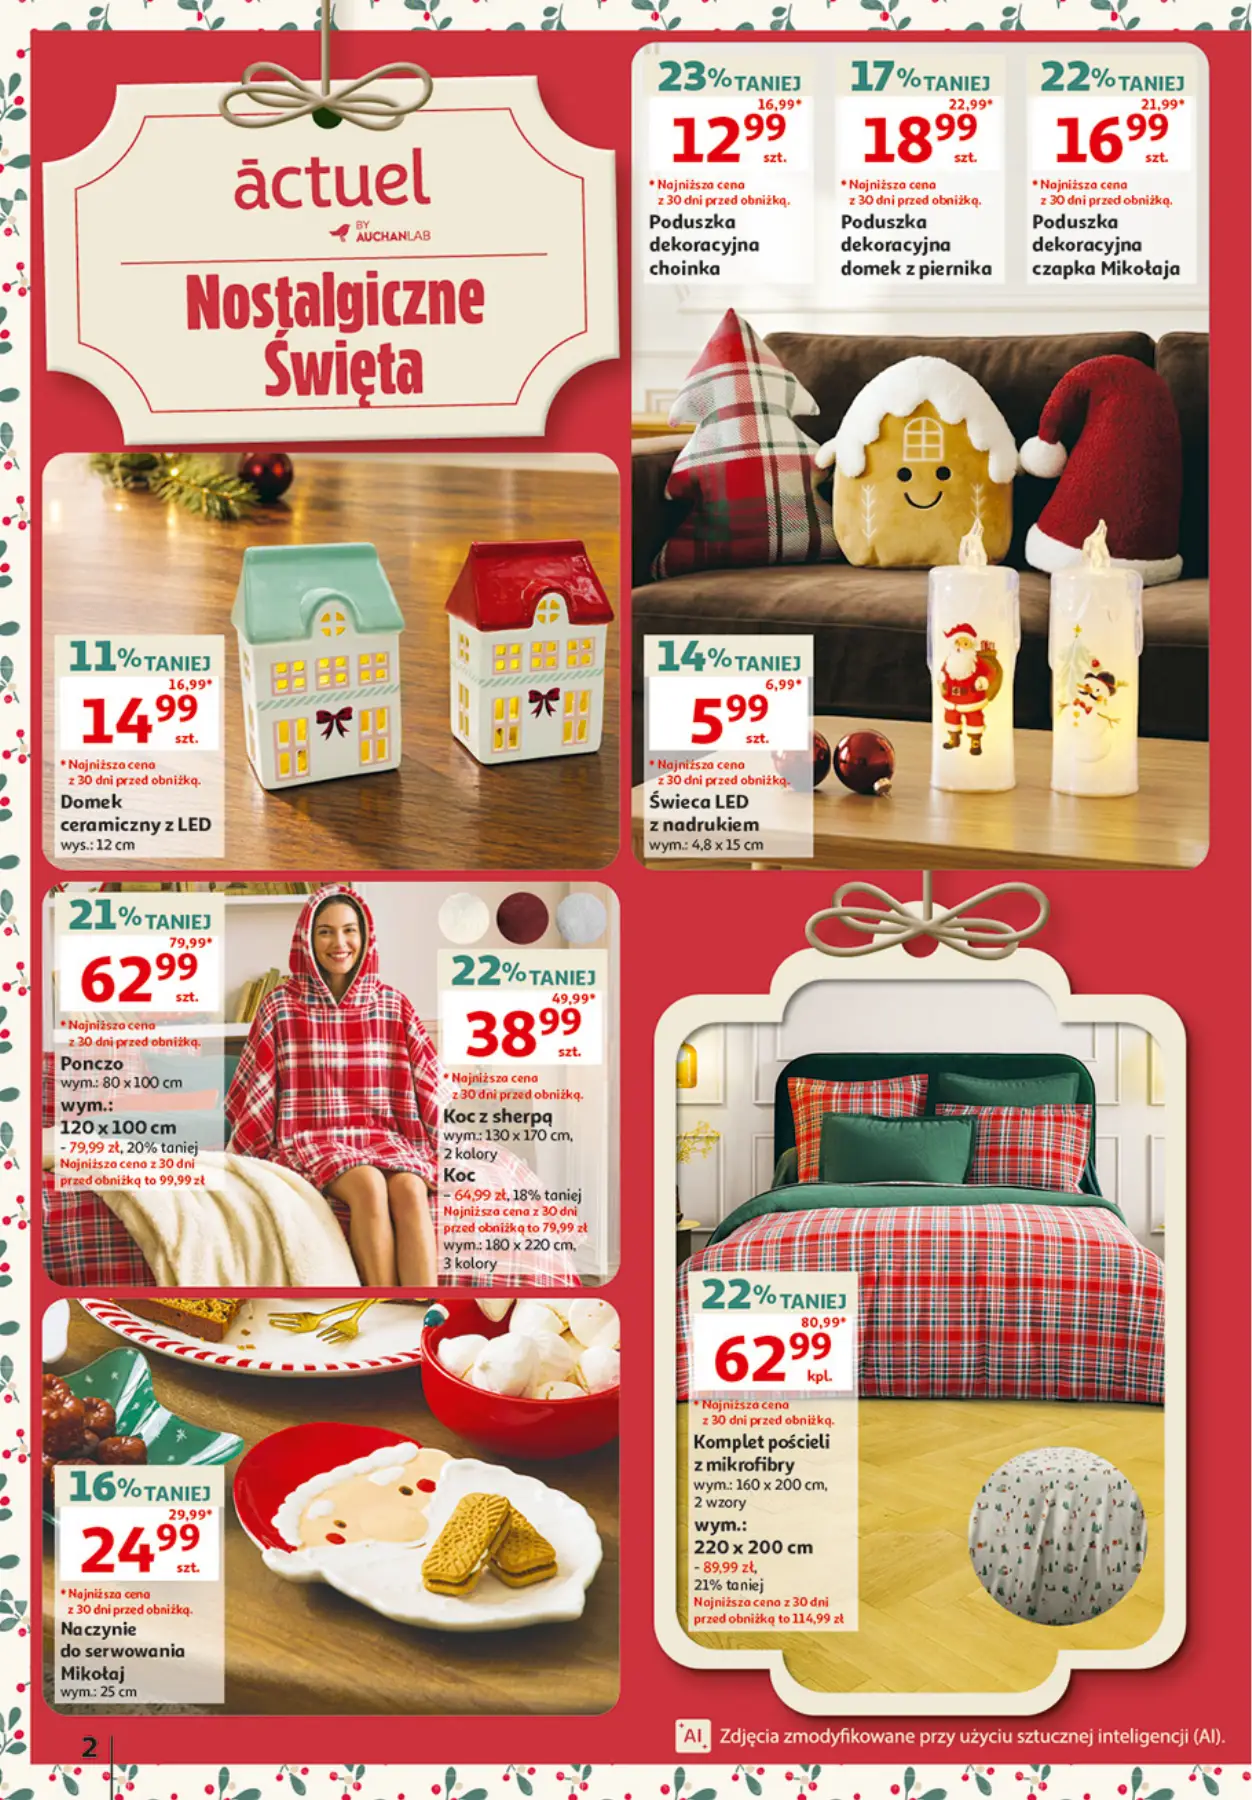 āctuel
BY
AUCHANLAB
Nostalgiczne
Święta
23% TANIEJ
16,99*
12 99
szt.
* Najniższa cena
z 30 dni przed obniżką.
Poduszka
dekoracyjna
choinka
17% TANIEJ
22,99*
18 99
szt.
* Najniższa cena
z 30 dni przed obniżką.
Poduszka
dekoracyjna
domek z piernika
22% TANIEJ
21,99*
16 99
szt.
* Najniższa cena
z 30 dni przed obniżką.
Poduszka
dekoracyjna
czapka Mikołaja
11% TANIEJ
16,99*
14 99
szt.
* Najniższa cena
z 30 dni przed obniżką.
Domek
ceramiczny z LED
wys.: 12 cm
14% TANIEJ
6,99*
5 99
szt.
* Najniższa cena
z 30 dni przed obniżką.
Świeca LED
z nadrukiem
wym.: 4,8 x 15 cm
21% TANIEJ
79,99*
62 99
szt.
* Najniższa cena
z 30 dni przed obniżką.
Ponczo
wym.: 80 x 100 cm
wym.:
120 x 100 cm
- 79,99 zł, 20% taniej
Najniższa cena z 30 dni
przed obniżką to 99,99 zł
22% TANIEJ
49,99*
38 99
szt.
* Najniższa cena
z 30 dni przed obniżką.
Koc z sherpą
wym.: 130 x 170 cm,
2 kolory
Koc
- 64,99 zł, 18% taniej
Najniższa cena z 30 dni
przed obniżką to 79,99 zł
wym.: 180 x 220 cm,
3 kolory
22% TANIEJ
80,99*
62 99
kpl.
* Najniższa cena
z 30 dni przed obniżką.
Komplet pościeli
z mikrofibry
wym.: 160 x 200 cm,
2 wzory
wym.:
220 x 200 cm
- 89,99 zł,
21% taniej
Najniższa cena z 30 dni
przed obniżką to 114,99 zł
16% TANIEJ
29,99*
24 99
szt.
* Najniższa cena
z 30 dni przed obniżką.
Naczynie
do serwowania
Mikołaj
wym.: 25 cm
AI Zdjęcia zmodyfikowane przy użyciu sztucznej inteligencji (AI).
2